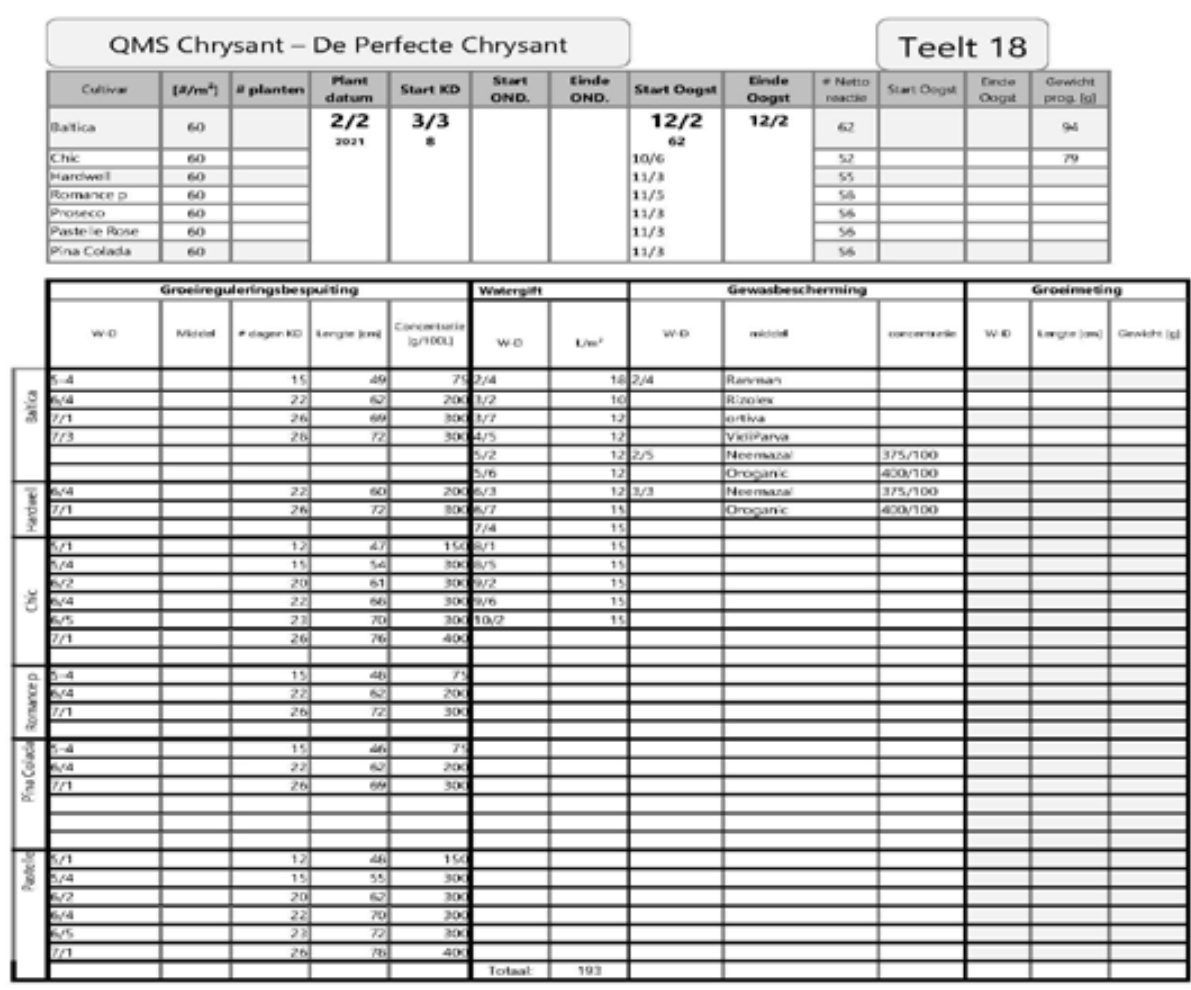 QMS Chrysant – De Perfecte Chrysant
Teelt 18
Cultivar [#/m²] # planten Plant datum Start KD Start OND. Einde OND. Start Oogst Einde Oogst # Netto reactie Start Oogst Einde Oogst Gewicht prog. [g]
Baltica 60 2/2 2021 3/3 8 12/2 62 12/2 62 94
Chic 60 10/6 52 79
Hardwell 60 11/3 55
Romance p 60 11/5 58
Proseco 60 11/3 56
Pastelle Rose 60 11/3 56
Pina Colada 60 11/3 56
Groeireguleringsbespuiting Watergift Gewasbescherming Groeimeting
W-D Middel # dagen KD Lengte [cm] Concentratie [g/100L] W-D L/m² W-D middel concentratie W-D Lengte [cm] Gewicht [g]
Baltica
5-4 15 49 75 2/4 18 2/4 Ranman
6/4 22 62 200 3/2 10 Rizolex
7/1 26 69 300 3/7 12 ortiva
7/3 28 72 300 4/5 12 VidiParva
5/2 12 2/5 Neemazal 375/100
5/6 12 Oroganic 400/100
Hardwel
6/4 22 60 200 6/3 12 3/3 Neemazal 375/100
7/1 26 72 300 6/7 15 Oroganic 400/100
7/4 15
Chic
5/1 12 47 150 8/1 15
5/4 15 54 300 8/5 15
6/2 20 61 300 9/2 15
6/4 22 68 300 9/6 15
6/5 23 70 300 10/2 15
7/1 26 76 400
Romance p
5-4 15 48 75
6/4 22 62 200
7/1 26 72 300
Pina Colada
5-4 15 46 75
6/4 22 62 200
7/1 26 69 300
Pastelle
5/1 12 48 150
5/4 15 55 300
6/2 20 62 300
6/4 22 70 300
6/5 23 72 300
7/1 26 78 400
Totaal: 193